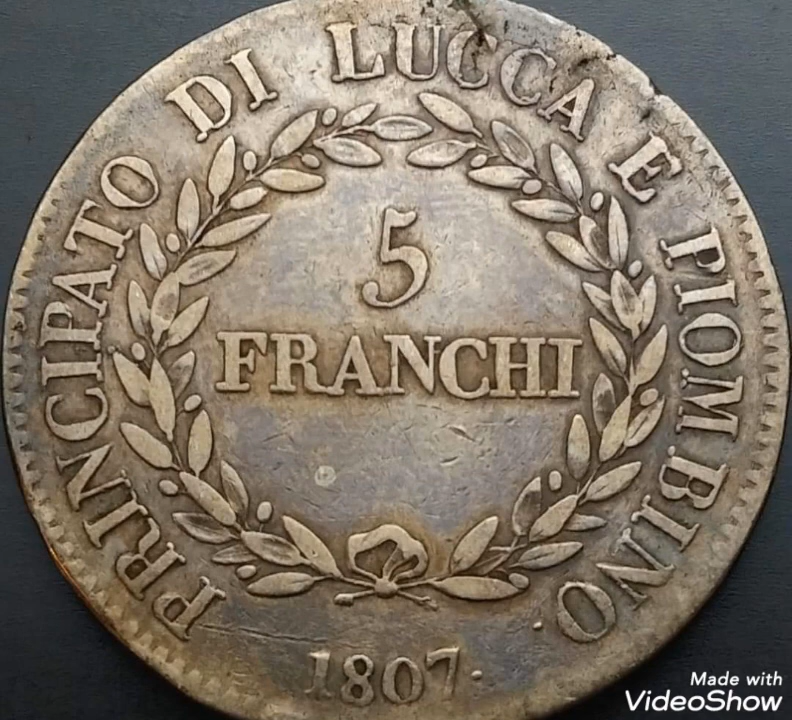 PRINCIPATO DI LUCCA E PIOMBINO.
5
FRANCHI
1807.
Made with
VideoShow